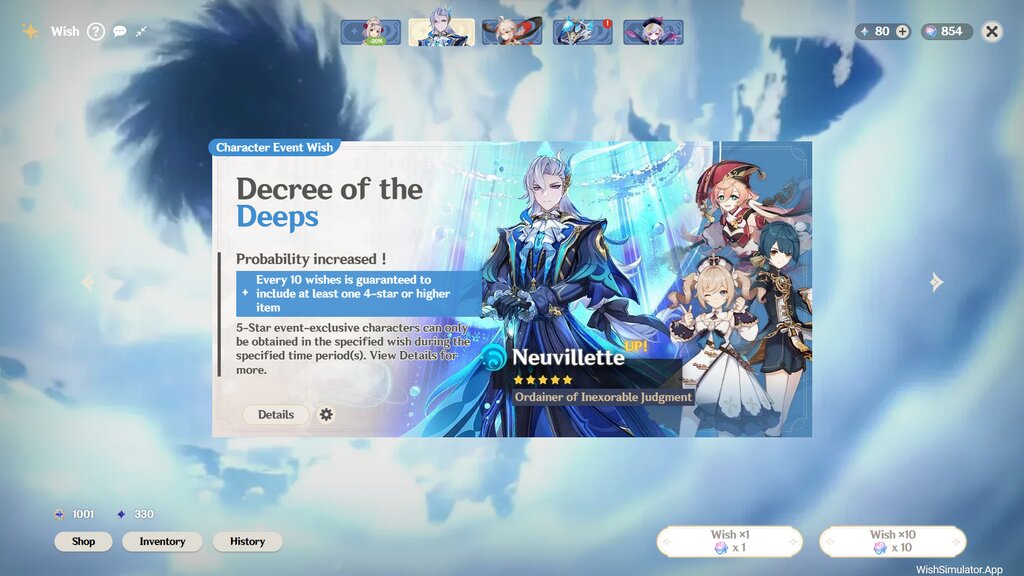 Wish ?
-20%
1
80
854
Character Event Wish
Decree of the
Deeps
Probability increased !
Every 10 wishes is guaranteed to
include at least one 4-star or higher
item
5-Star event-exclusive characters can only
be obtained in the specified wish during the
specified time period(s). View Details for
more.
Details
UP!
Neuvillette
Ordainer of Inexorable Judgment
1001
330
Shop
Inventory
History
Wish ×1
x 1
Wish ×10
x 10
WishSimulator.App